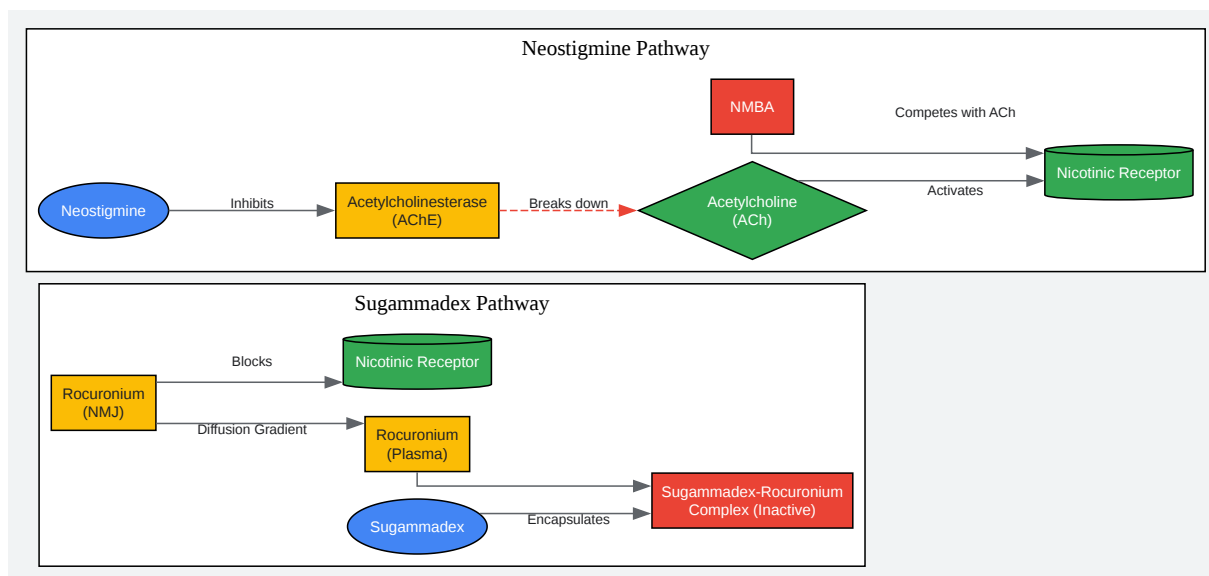 Neostigmine Pathway
NMBA
Competes with ACh
Nicotinic Receptor
Neostigmine
Inhibits
Acetylcholinesterase
(AChE)
Breaks down
Acetylcholine
(ACh)
Activates
Sugammadex Pathway
Rocuronium
(NMJ)
Blocks
Nicotinic Receptor
Diffusion Gradient
Rocuronium
(Plasma)
Sugammadex
Encapsulates
Sugammadex-Rocuronium
Complex (Inactive)